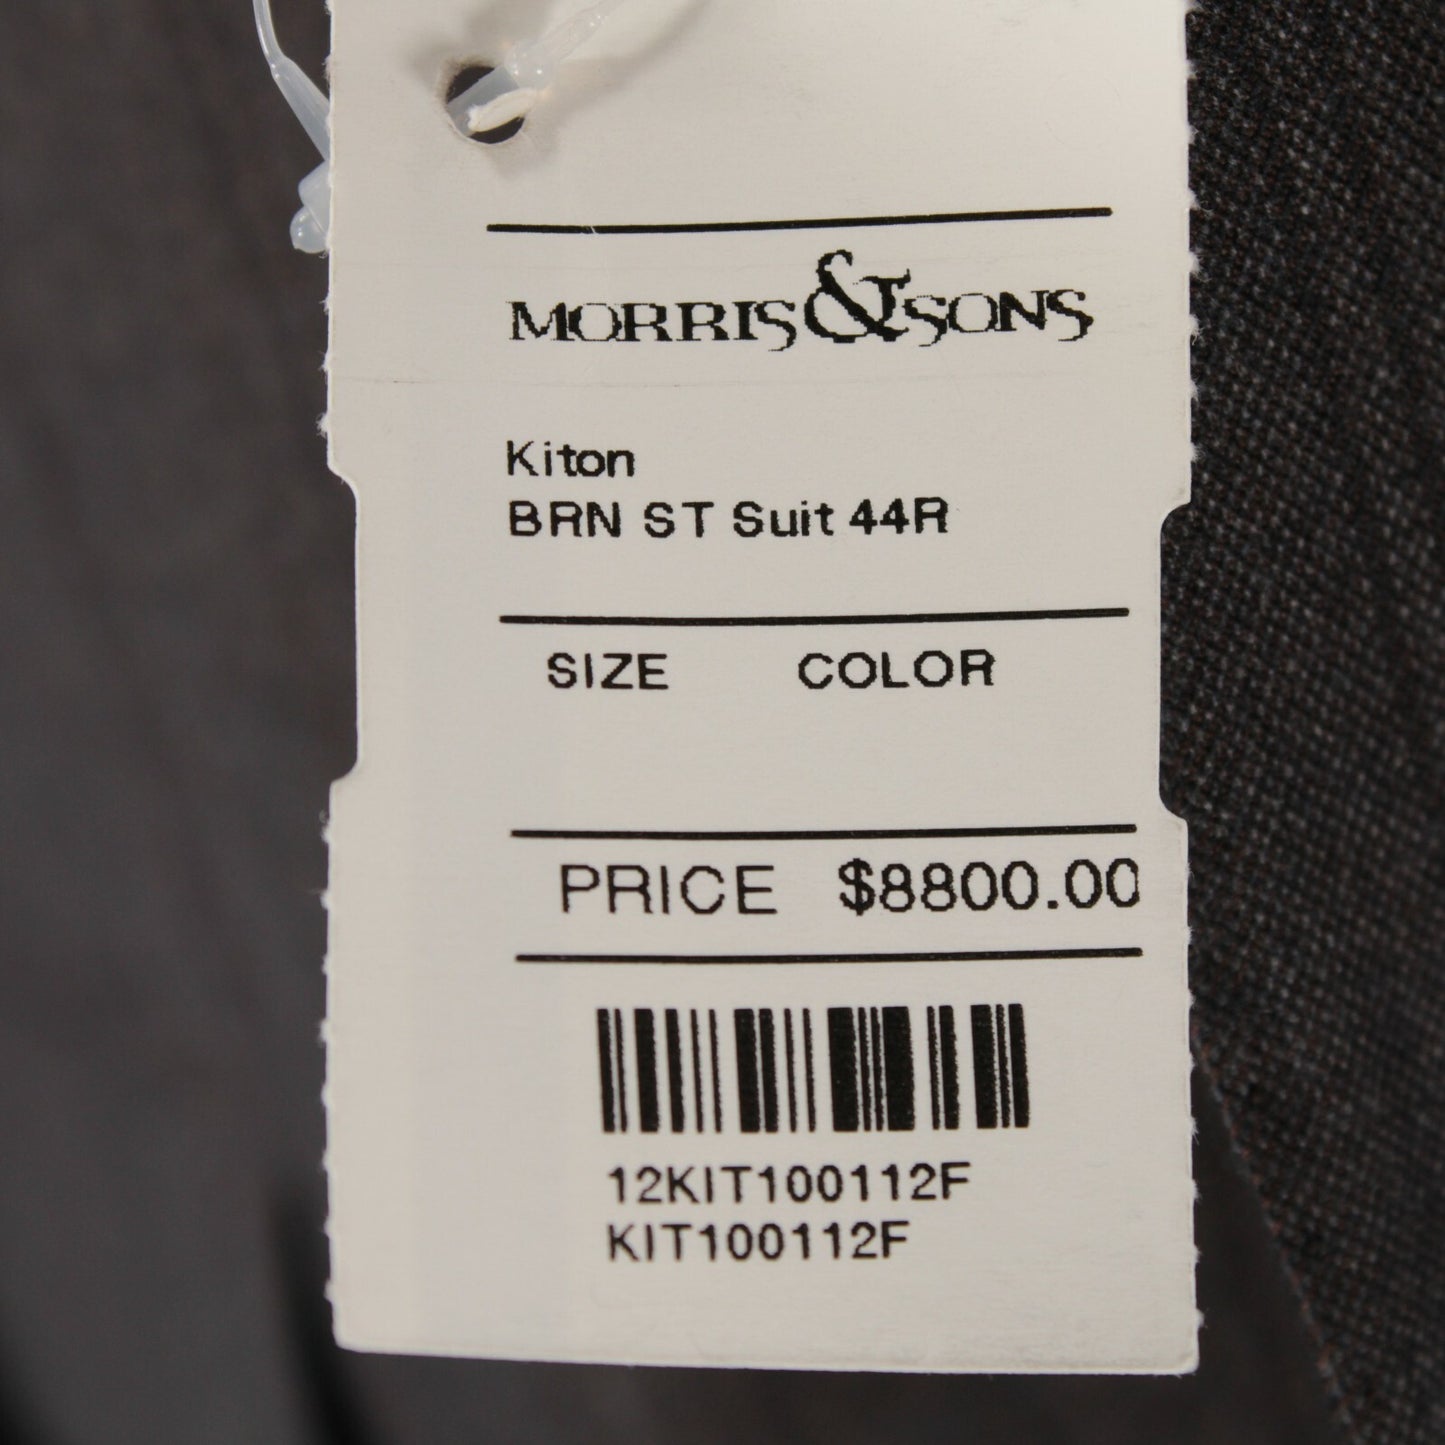 MORRIS&SONS
Kiton
BRN ST Suit 44R
SIZE COLOR
PRICE $8800.00
12KIT100112F
KIT100112F